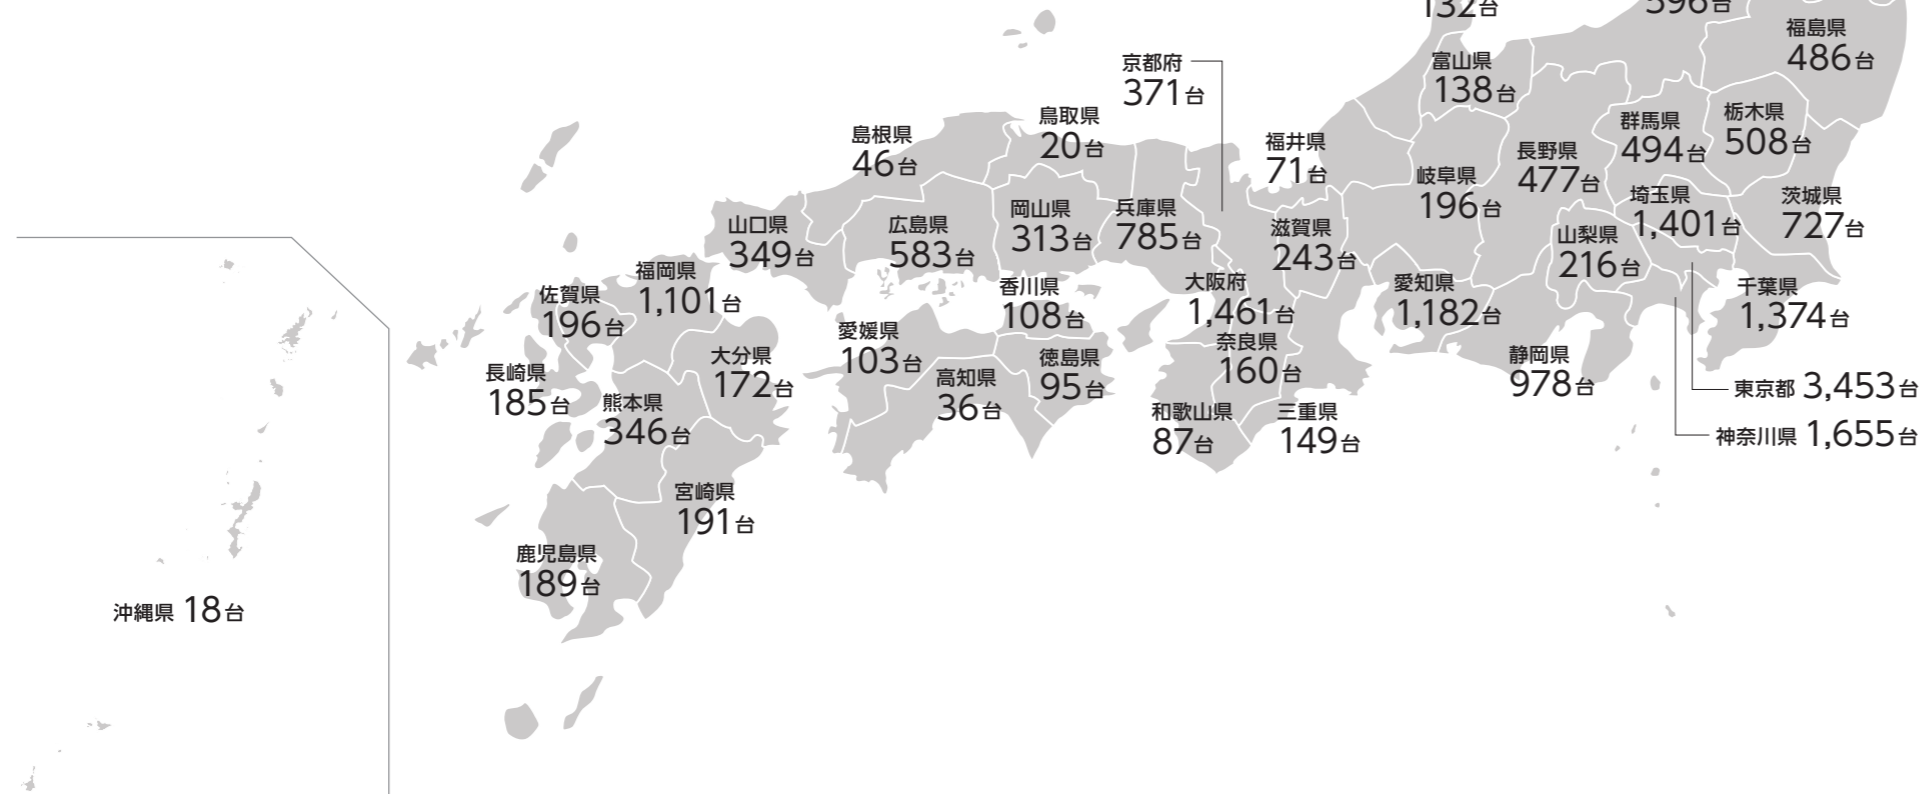 132台
596台
福島県
486台
富山県
138台
京都府
371台
鳥取県
20台
島根県
46台
福井県
71台
群馬県
494台
栃木県
508台
長野県
477台
岐阜県
196台
埼玉県
1,401台
茨城県
727台
山口県
349台
広島県
583台
岡山県
313台
兵庫県
785台
滋賀県
243台
山梨県
216台
福岡県
1,101台
佐賀県
196台
香川県
108台
大阪府
1,461台
愛知県
1,182台
千葉県
1,374台
愛媛県
103台
奈良県
160台
大分県
172台
徳島県
95台
静岡県
978台
長崎県
185台
高知県
36台
東京都 3,453台
熊本県
346台
和歌山県
87台
三重県
149台
神奈川県 1,655台
宮崎県
191台
鹿児島県
189台
沖縄県 18台